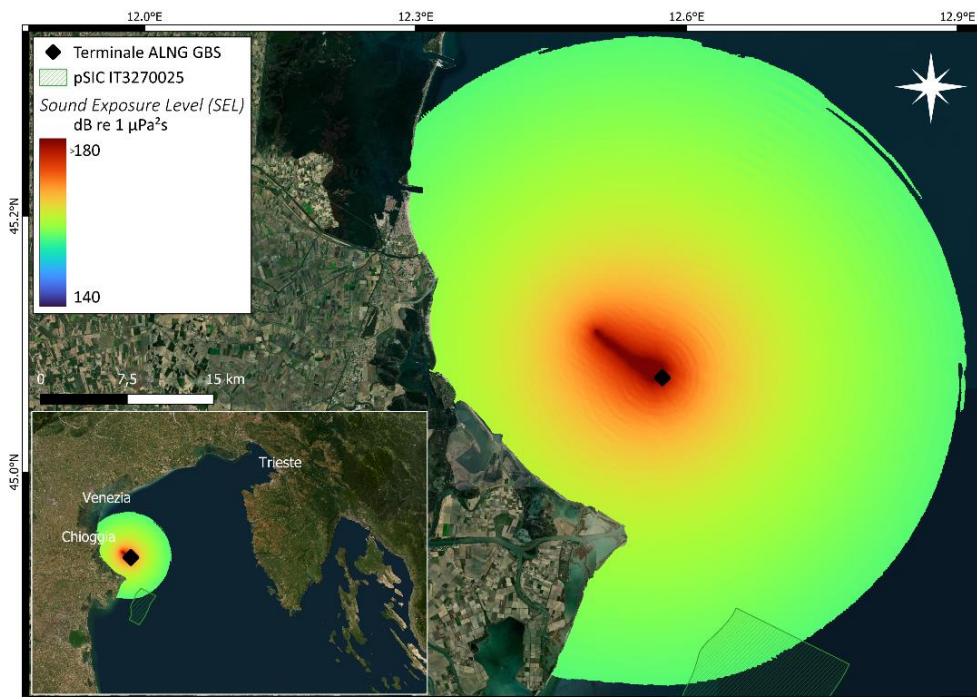 12.0°E 12.3°E 12.6°E 12.9°E
Terminale ALNG GBS
pSIC IT3270025
Sound Exposure Level (SEL)
dB re 1 µPa²s
>180
140
45.2°N
0 7,5 15 km
45.0°N
Trieste
Venezia
Chioggia